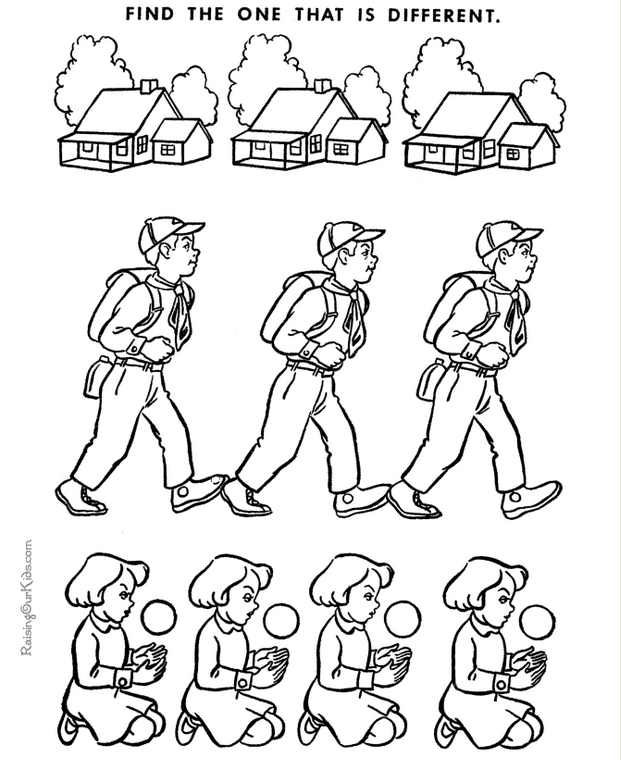 FIND THE ONE THAT IS DIFFERENT.
RaisingOurKids.com